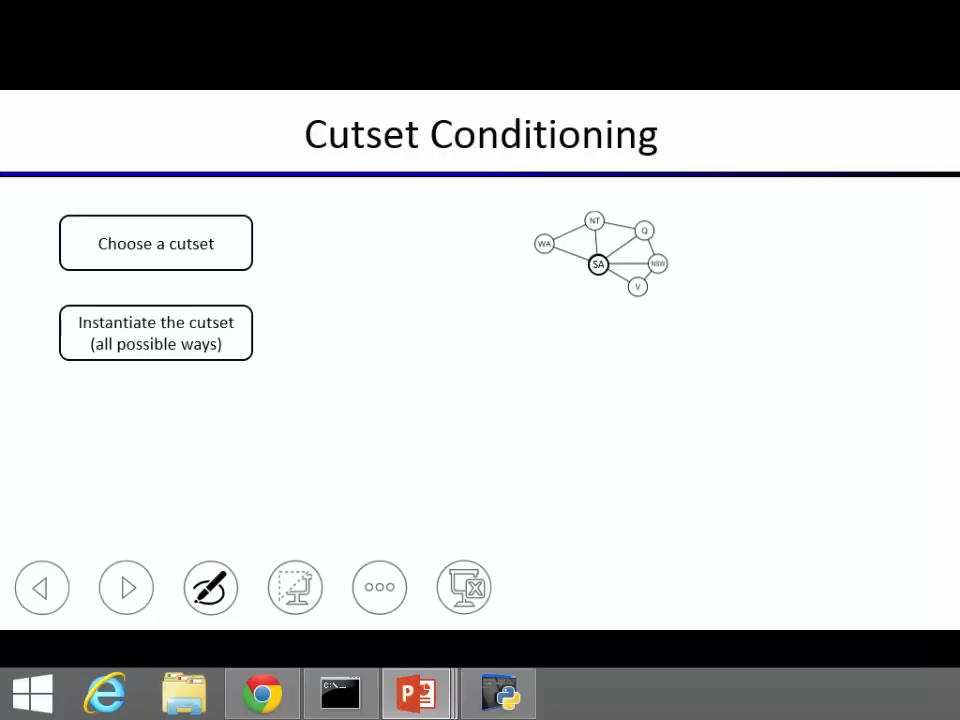 Cutset Conditioning
Choose a cutset
NT
Q
WA
SA
NSW
V
Instantiate the cutset
(all possible ways)
C:\_